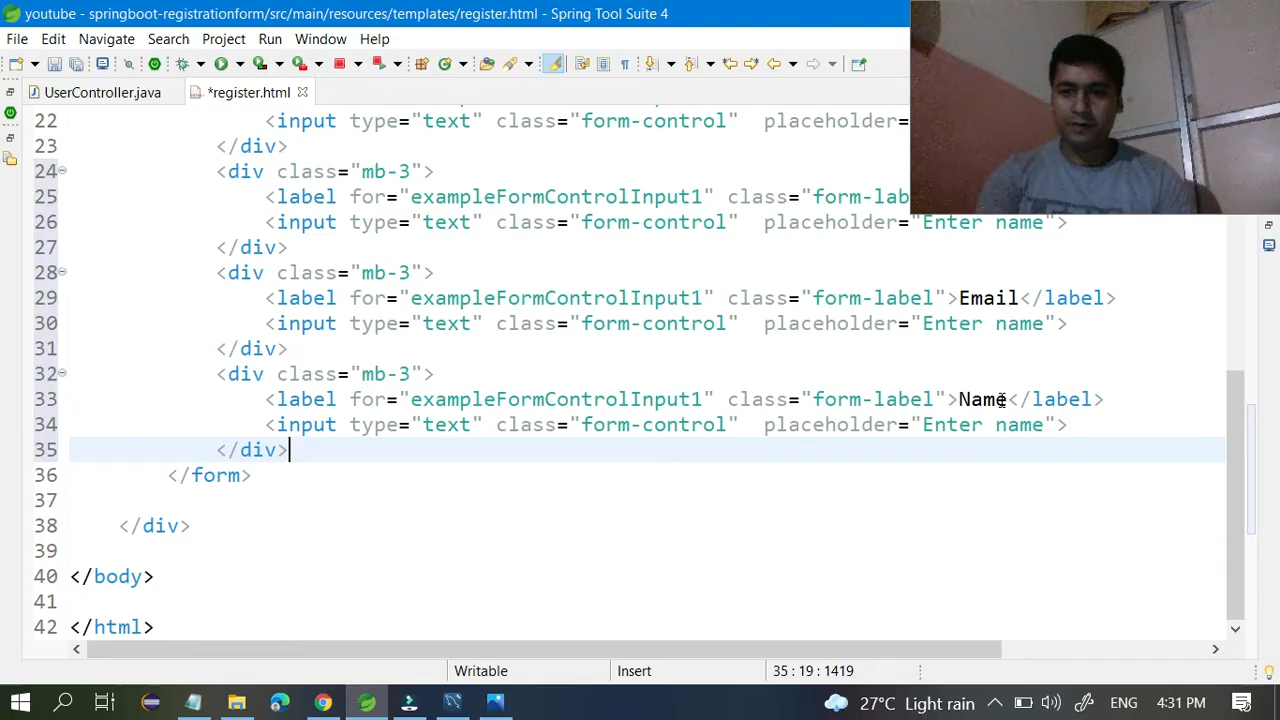 youtube - springboot-registrationform/src/main/resources/templates/register.html - Spring Tool Suite 4
File Edit Navigate Search Project Run Window Help
UserController.java *register.html
22 <input type="text" class="form-control" placeholder=
23 </div>
24 <div class="mb-3">
25 <label for="exampleFormControlInput1" class="form-lab
26 <input type="text" class="form-control" placeholder="Enter name">
27 </div>
28 <div class="mb-3">
29 <label for="exampleFormControlInput1" class="form-label">Email</label>
30 <input type="text" class="form-control" placeholder="Enter name">
31 </div>
32 <div class="mb-3">
33 <label for="exampleFormControlInput1" class="form-label">Name</label>
34 <input type="text" class="form-control" placeholder="Enter name">
35 </div>
36 </form>
37
38 </div>
39
40 </body>
41
42 </html>
Writable Insert 35 : 19 : 1419
27°C Light rain ENG 4:31 PM